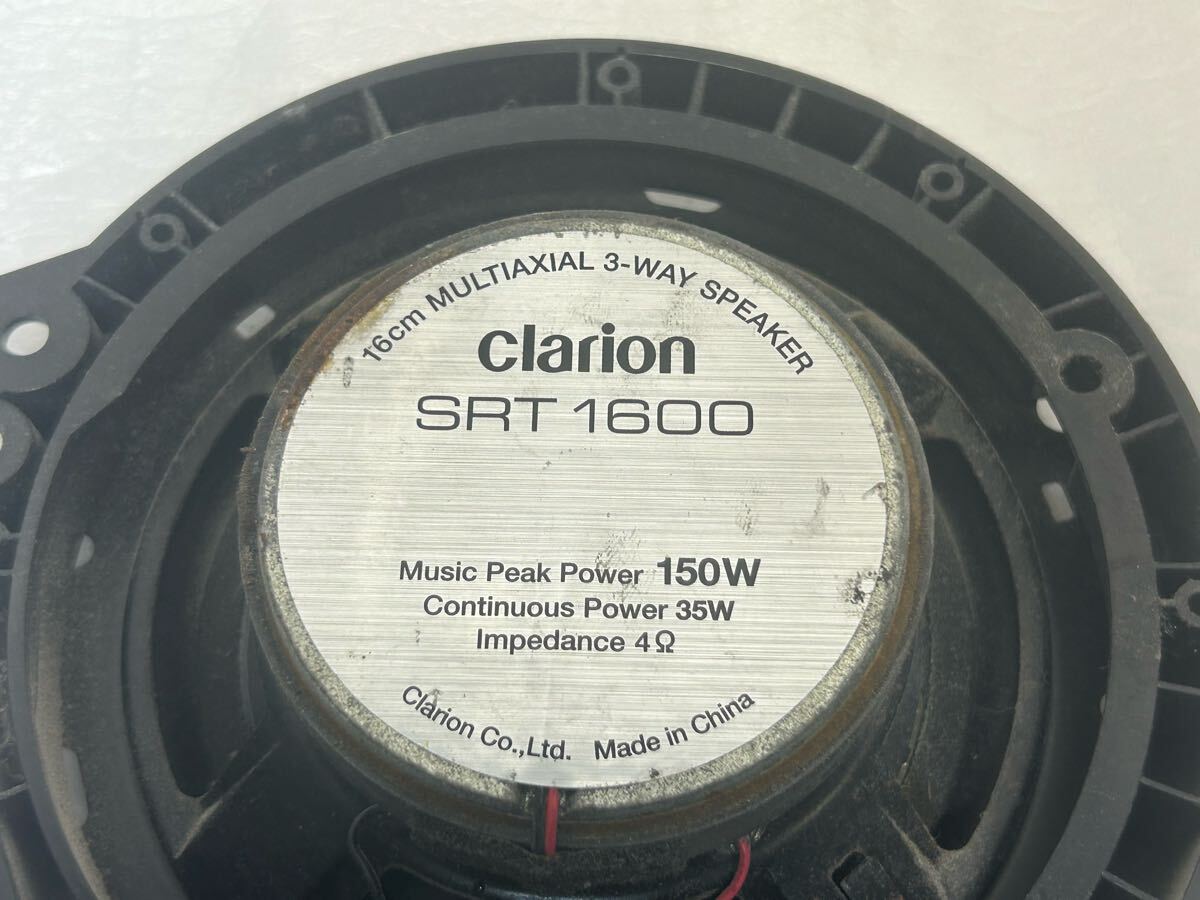 16cm MULTIAXIAL 3-WAY SPEAKER
clarion
SRT 1600
Music Peak Power 150W
Continuous Power 35W
Impedance 4Ω
Clarion Co.,Ltd. Made in China